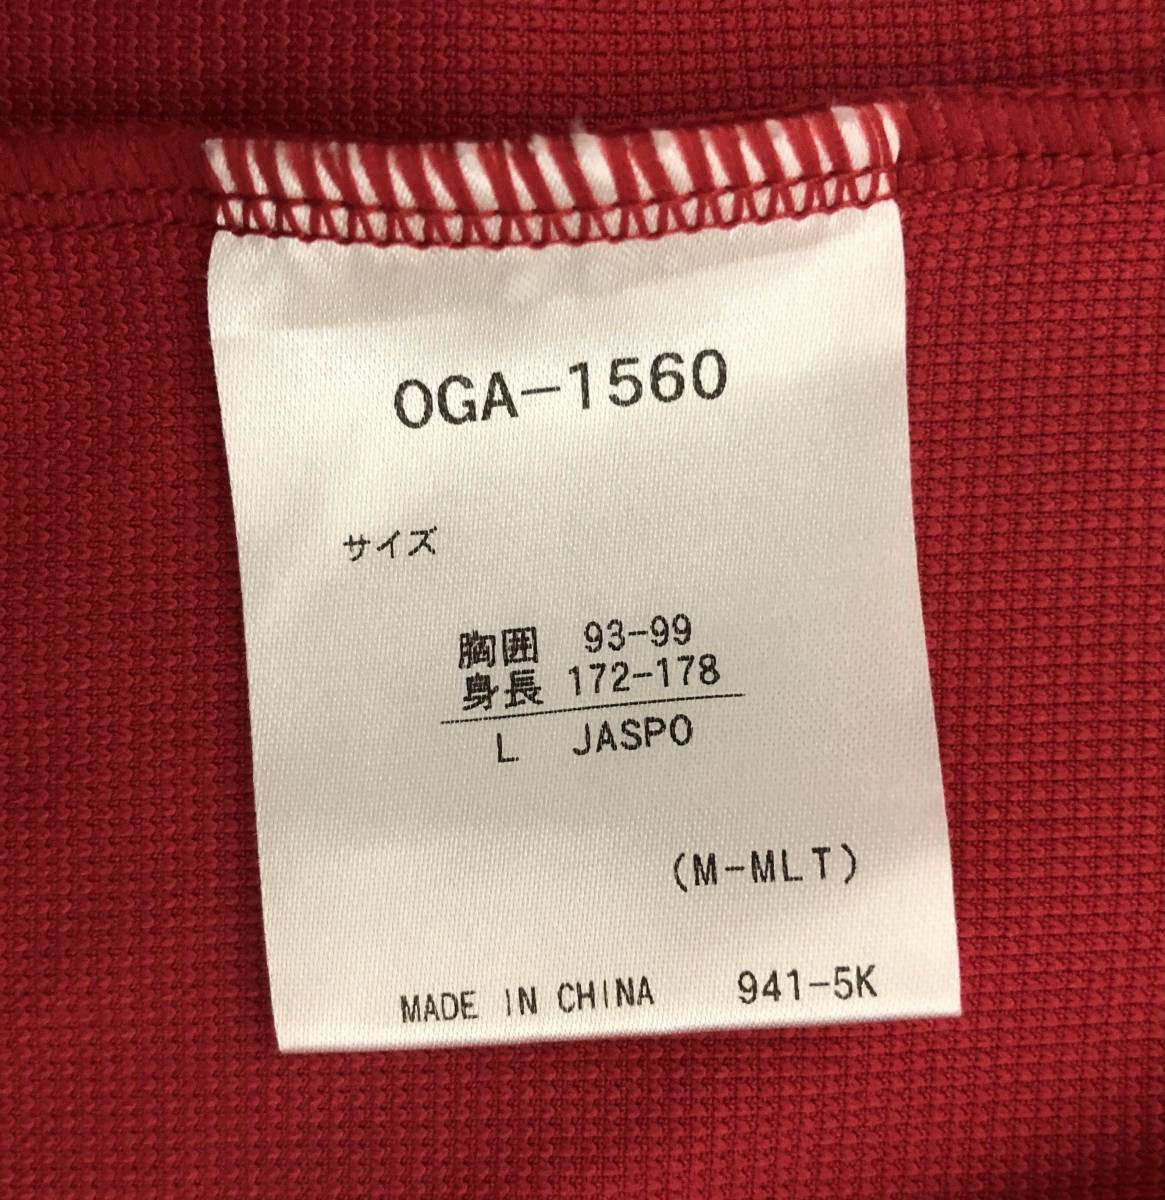 OGA-1560
サイズ
胸囲 93-99
身長 172-178
L JASPO
(M-MLT)
MADE IN CHINA 941-5K